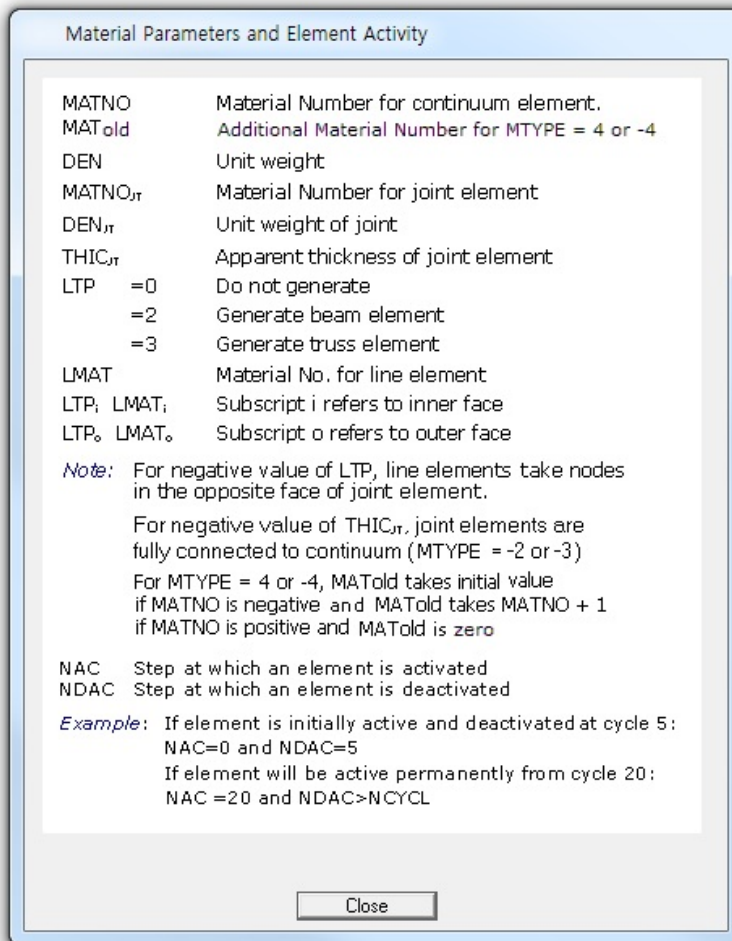 Material Parameters and Element Activity
MATNO Material Number for continuum element.
MATold Additional Material Number for MTYPE = 4 or -4
DEN Unit weight
MATNOJT Material Number for joint element
DENJT Unit weight of joint
THICJT Apparent thickness of joint element
LTP =0 Do not generate
=2 Generate beam element
=3 Generate truss element
LMAT Material No. for line element
LTPi LMATi Subscript i refers to inner face
LTPo LMATo Subscript o refers to outer face
Note: For negative value of LTP, line elements take nodes
in the opposite face of joint element.
For negative value of THICJT, joint elements are
fully connected to continuum (MTYPE = -2 or -3)
For MTYPE = 4 or -4, MATold takes initial value
if MATNO is negative and MATold takes MATNO + 1
if MATNO is positive and MATold is zero
NAC Step at which an element is activated
NDAC Step at which an element is deactivated
Example: If element is initially active and deactivated at cycle 5:
NAC=0 and NDAC=5
If element will be active permanently from cycle 20:
NAC =20 and NDAC>NCYCL
Close